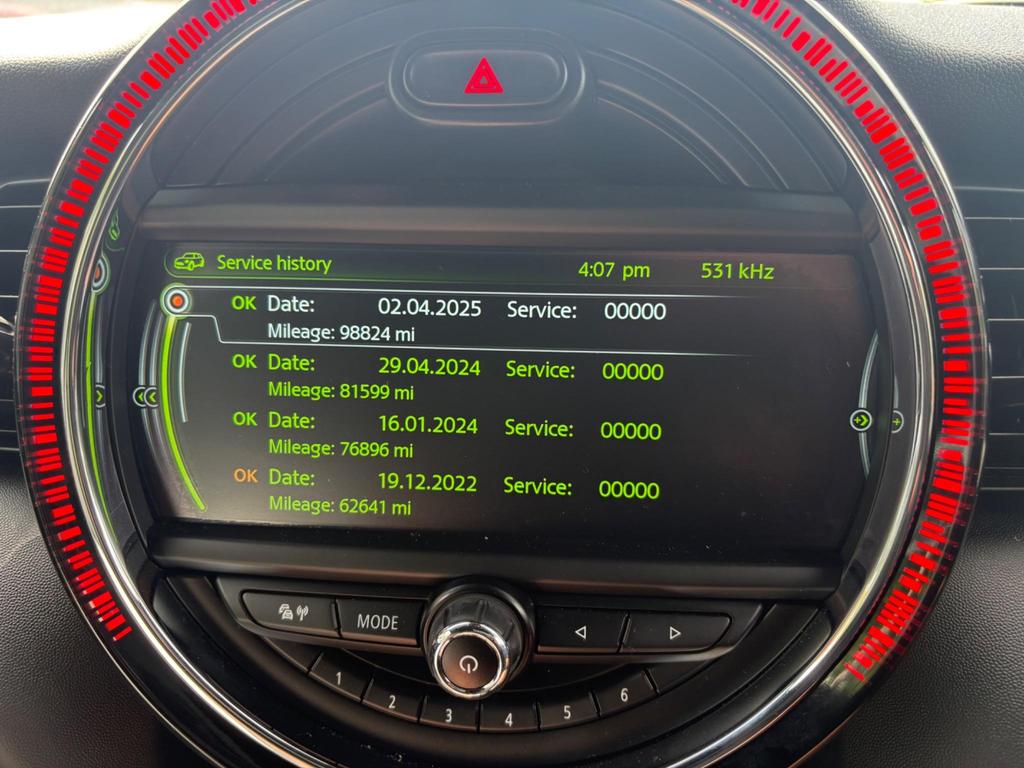 Service history 4:07 pm 531 kHz
OK Date: 02.04.2025 Service: 00000
Mileage: 98824 mi
OK Date: 29.04.2024 Service: 00000
Mileage: 81599 mi
OK Date: 16.01.2024 Service: 00000
Mileage: 76896 mi
OK Date: 19.12.2022 Service: 00000
Mileage: 62641 mi
MODE
1 2 3 4 5 6